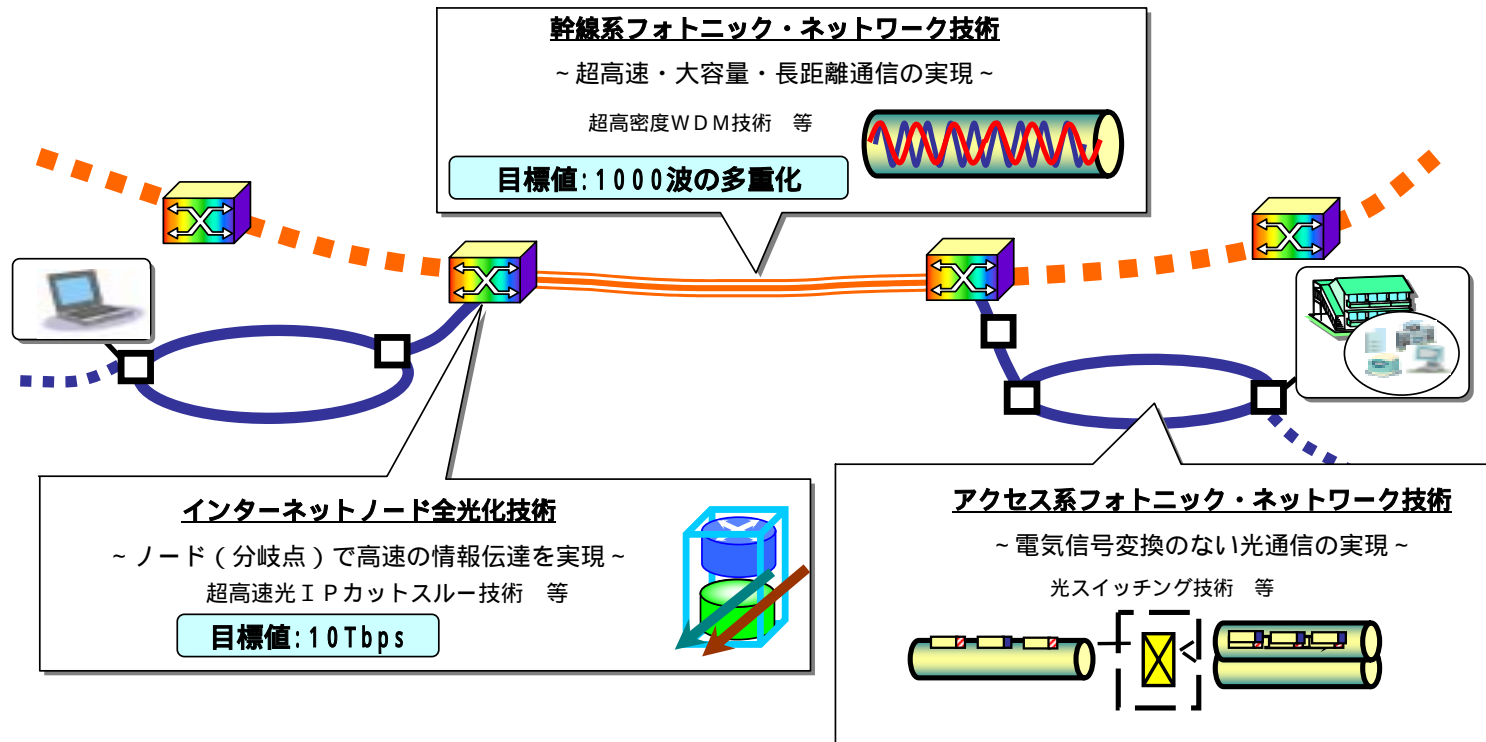 幹線系フォトニック・ネットワーク技術
~超高速・大容量・長距離通信の実現~
超高密度WDM技術　等
目標値:1000波の多重化
インターネットノード全光化技術
~ノード(分岐点)で高速の情報伝達を実現~
超高速光IPカットスルー技術　等
目標値:10Tbps
アクセス系フォトニック・ネットワーク技術
~電気信号変換のない光通信の実現~
光スイッチング技術　等